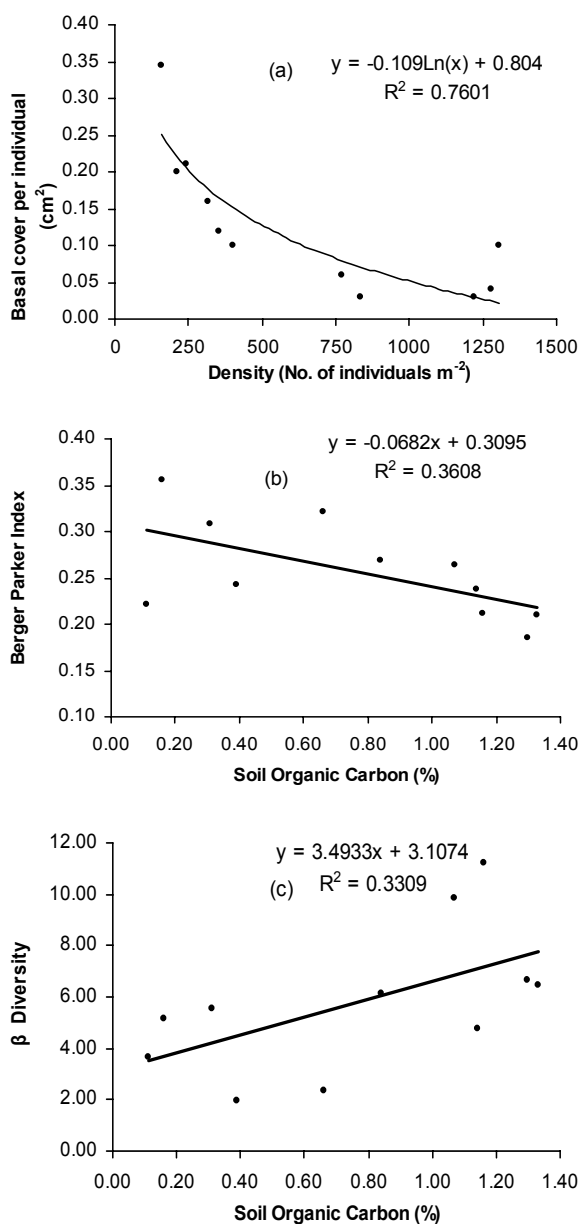 0.40
(a)
y = -0.109Ln(x) + 0.804
R² = 0.7601
0.35
0.30
0.25
0.20
0.15
0.10
0.05
0.00
Basal cover per individual
(cm²)
0 250 500 750 1000 1250 1500
Density (No. of individuals m⁻²)
0.40
y = -0.0682x + 0.3095
R² = 0.3608
(b)
0.35
0.30
0.25
0.20
0.15
0.10
Berger Parker Index
0.00 0.20 0.40 0.60 0.80 1.00 1.20 1.40
Soil Organic Carbon (%)
12.00
y = 3.4933x + 3.1074
(c) R² = 0.3309
10.00
8.00
6.00
4.00
2.00
0.00
β Diversity
0.00 0.20 0.40 0.60 0.80 1.00 1.20 1.40
Soil Organic Carbon (%)